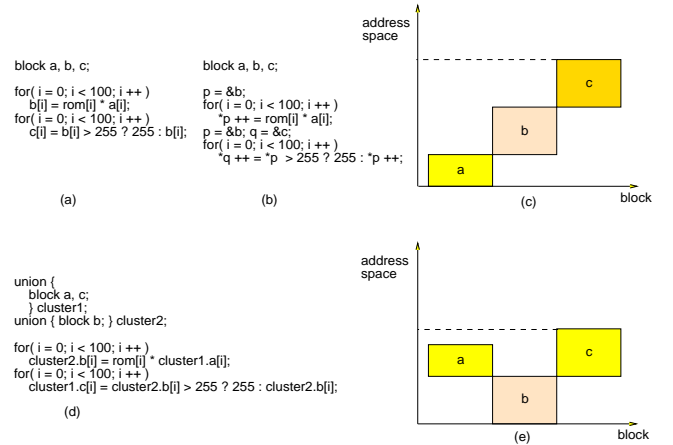 block a, b, c;
for( i = 0; i < 100; i ++ )
b[i] = rom[i] * a[i];
for( i = 0; i < 100; i ++ )
c[i] = b[i] > 255 ? 255 : b[i];
(a)
block a, b, c;
p = &b;
for( i = 0; i < 100; i ++ )
*p ++ = rom[i] * a[i];
p = &b; q = &c;
for( i = 0; i < 100; i ++ )
*q ++ = *p > 255 ? 255 : *p ++;
(b)
address
space
c
b
a
block
(c)
union {
block a, c;
} cluster1;
union { block b; } cluster2;
for( i = 0; i < 100; i ++ )
cluster2.b[i] = rom[i] * cluster1.a[i];
for( i = 0; i < 100; i ++ )
cluster1.c[i] = cluster2.b[i] > 255 ? 255 : cluster2.b[i];
(d)
address
space
a
c
b
block
(e)